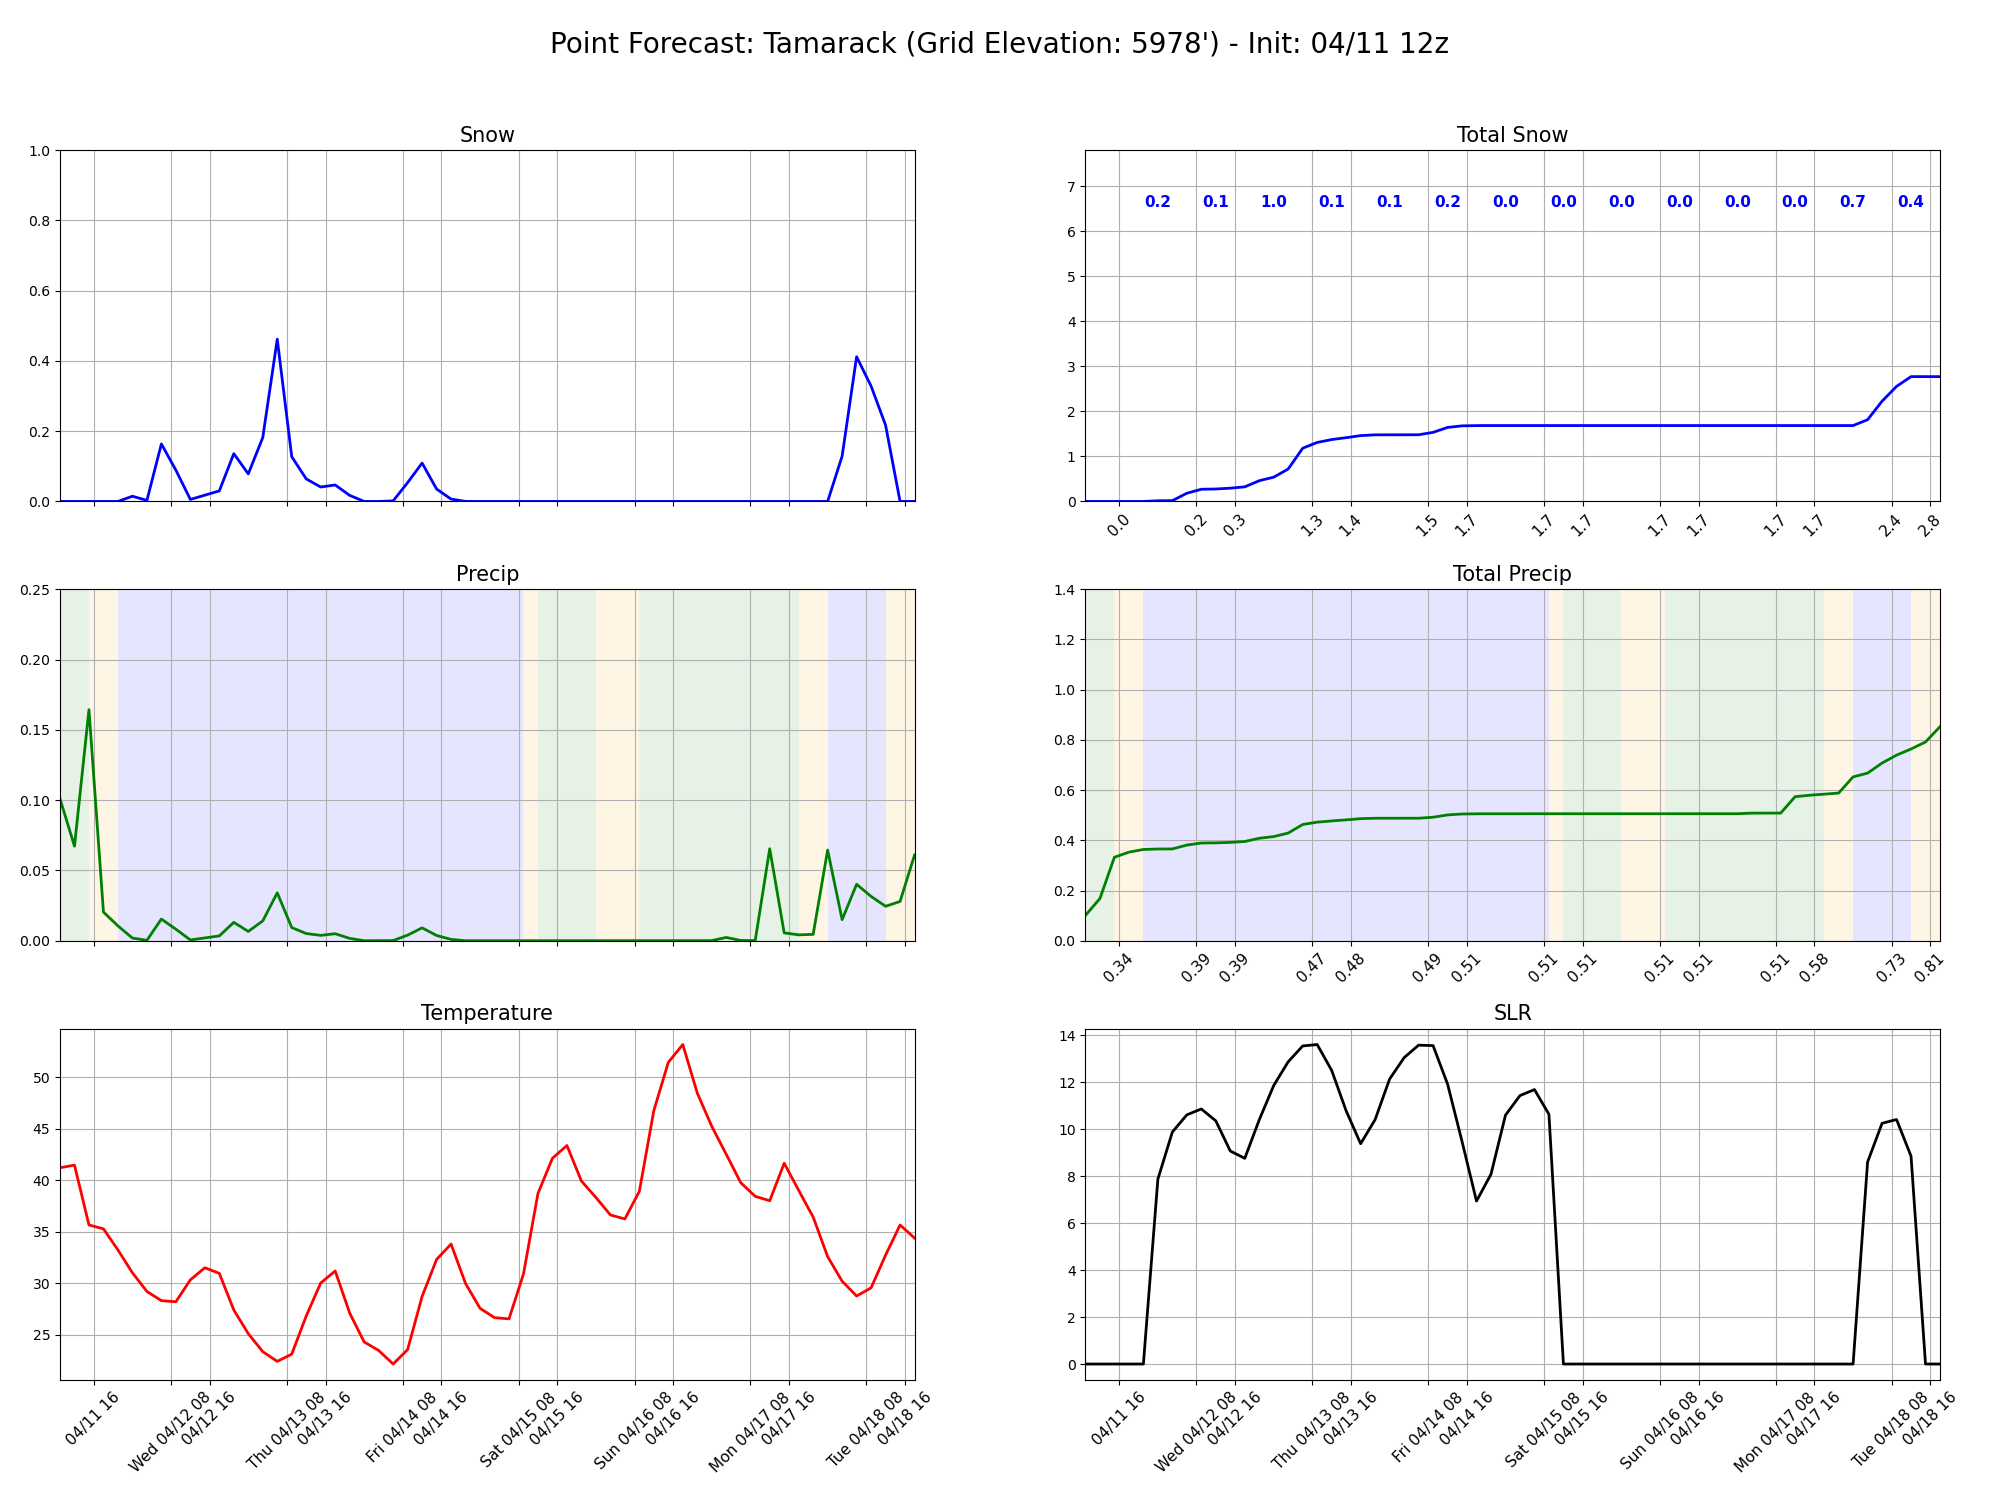 Point Forecast: Tamarack (Grid Elevation: 5978') - Init: 04/11 12z
Snow
1.0
0.8
0.6
0.4
0.2
0.0
Total Snow
7
6
5
4
3
2
1
0
0.2 0.1 1.0 0.1 0.1 0.2 0.0 0.0 0.0 0.0 0.0 0.0 0.7 0.4
0.0 0.2 0.3 1.3 1.4 1.5 1.7 1.7 1.7 1.7 1.7 1.7 1.7 2.4 2.8
Precip
0.25
0.20
0.15
0.10
0.05
0.00
Total Precip
1.4
1.2
1.0
0.8
0.6
0.4
0.2
0.0
0.34 0.39 0.39 0.47 0.48 0.49 0.51 0.51 0.51 0.51 0.51 0.51 0.58 0.73 0.81
Temperature
50
45
40
35
30
25
04/11 16
Wed 04/12 08
04/12 16
Thu 04/13 08
04/13 16
Fri 04/14 08
04/14 16
Sat 04/15 08
04/15 16
Sun 04/16 08
04/16 16
Mon 04/17 08
04/17 16
Tue 04/18 08
04/18 16
SLR
14
12
10
8
6
4
2
0
04/11 16
Wed 04/12 08
04/12 16
Thu 04/13 08
04/13 16
Fri 04/14 08
04/14 16
Sat 04/15 08
04/15 16
Sun 04/16 08
04/16 16
Mon 04/17 08
04/17 16
Tue 04/18 08
04/18 16